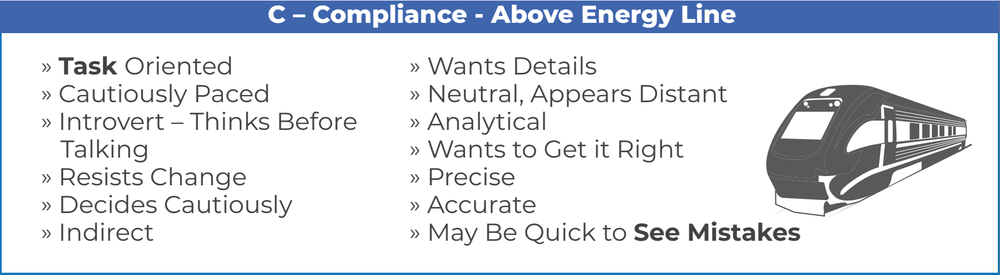 C – Compliance - Above Energy Line
» Task Oriented
» Cautiously Paced
» Introvert – Thinks Before
Talking
» Resists Change
» Decides Cautiously
» Indirect
» Wants Details
» Neutral, Appears Distant
» Analytical
» Wants to Get it Right
» Precise
» Accurate
» May Be Quick to See Mistakes